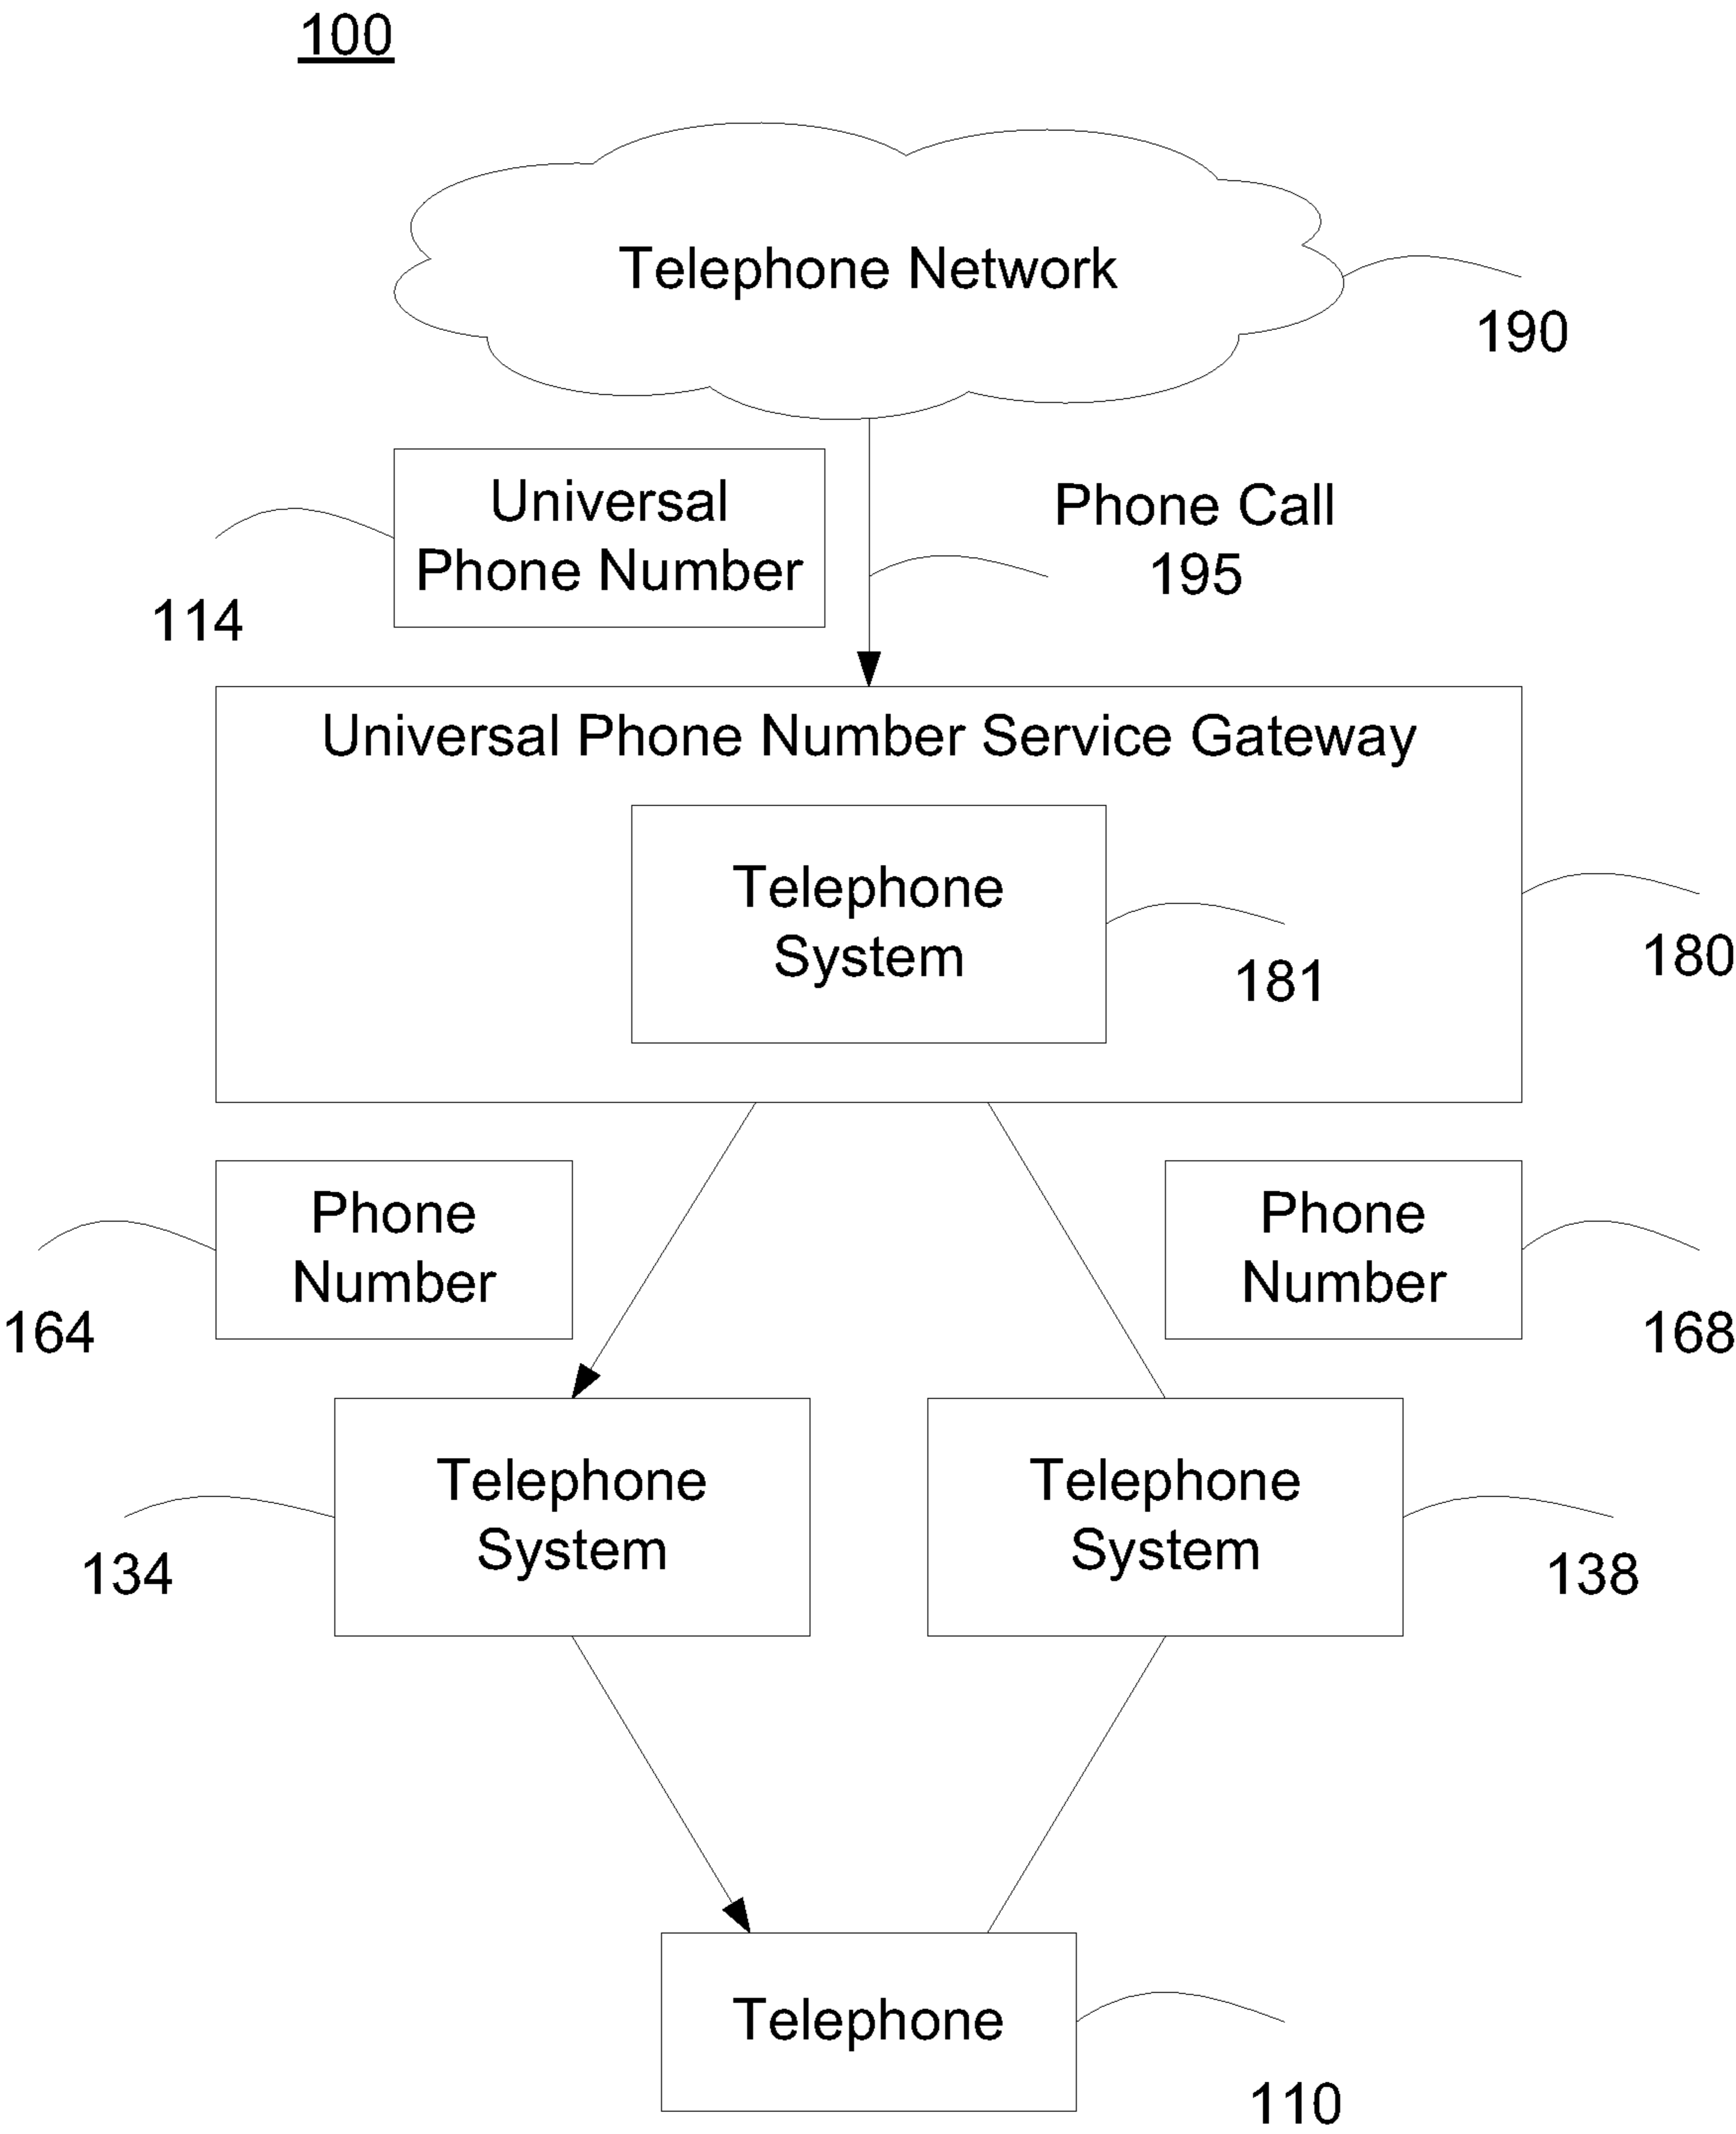 100
Telephone Network
190
Universal
Phone Number
114
Phone Call
195
Universal Phone Number Service Gateway
Telephone
System
181
180
Phone
Number
164
Phone
Number
168
Telephone
System
134
Telephone
System
138
Telephone
110